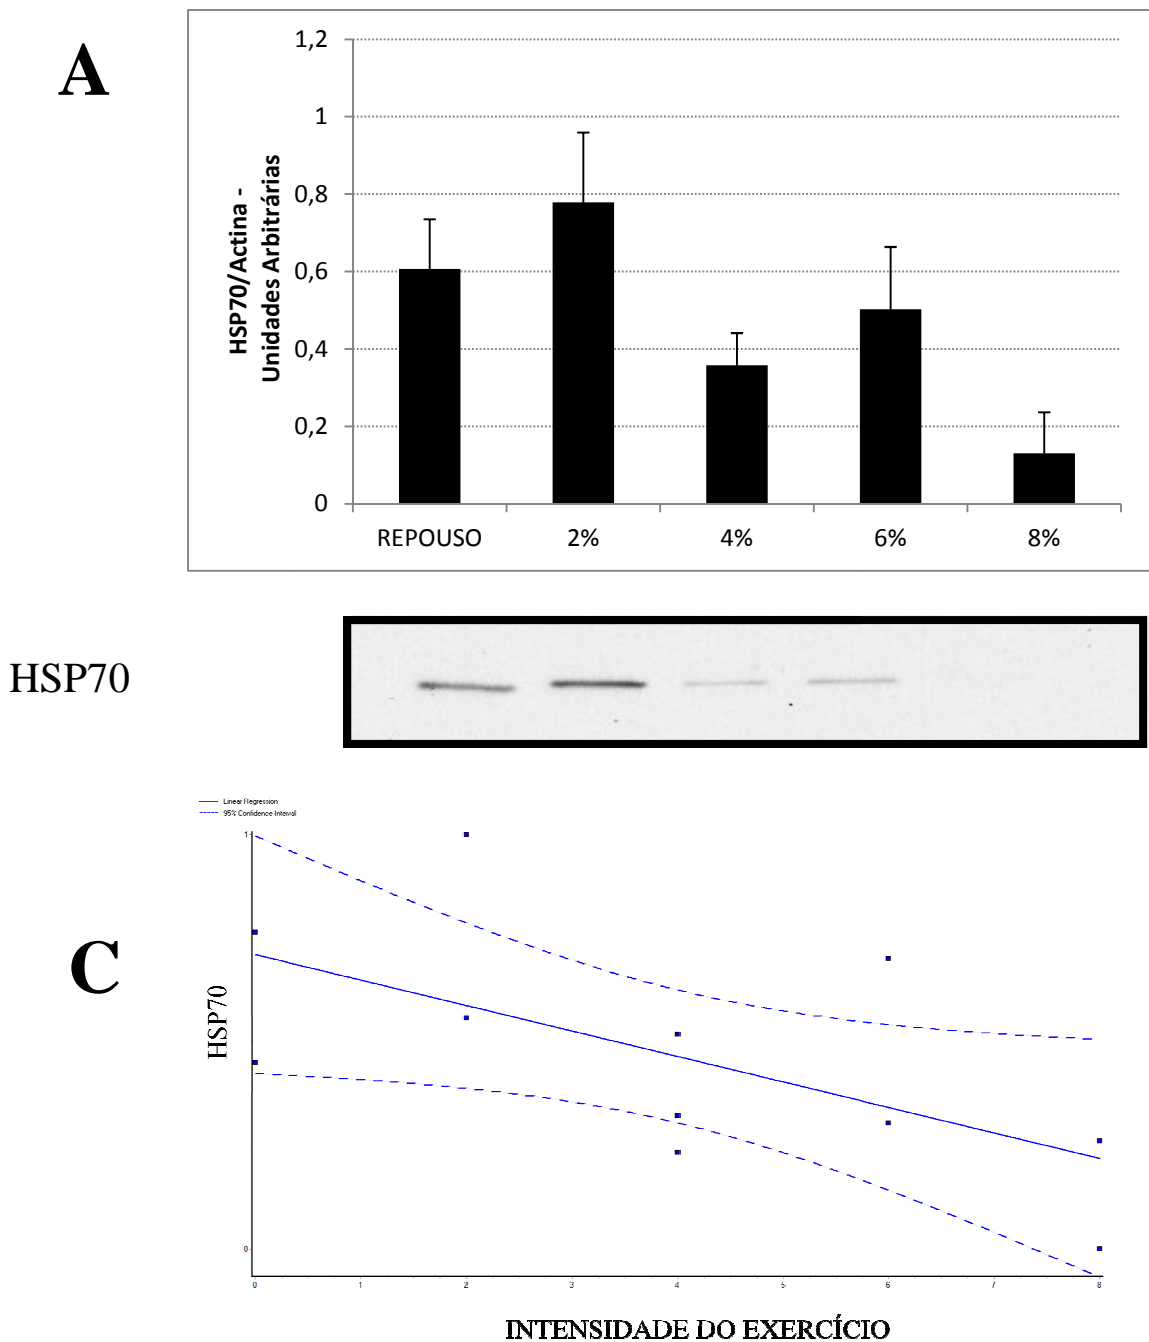 A
1,2
1
0,8
0,6
0,4
0,2
0
HSP70/Actina -
Unidades Arbitrárias
REPOUSO 2% 4% 6% 8%
HSP70
Linear Regression
95% Confidence Interval
C
HSP70
1
0
0 1 2 3 4 5 6 7 8
INTENSIDADE DO EXERCÍCIO